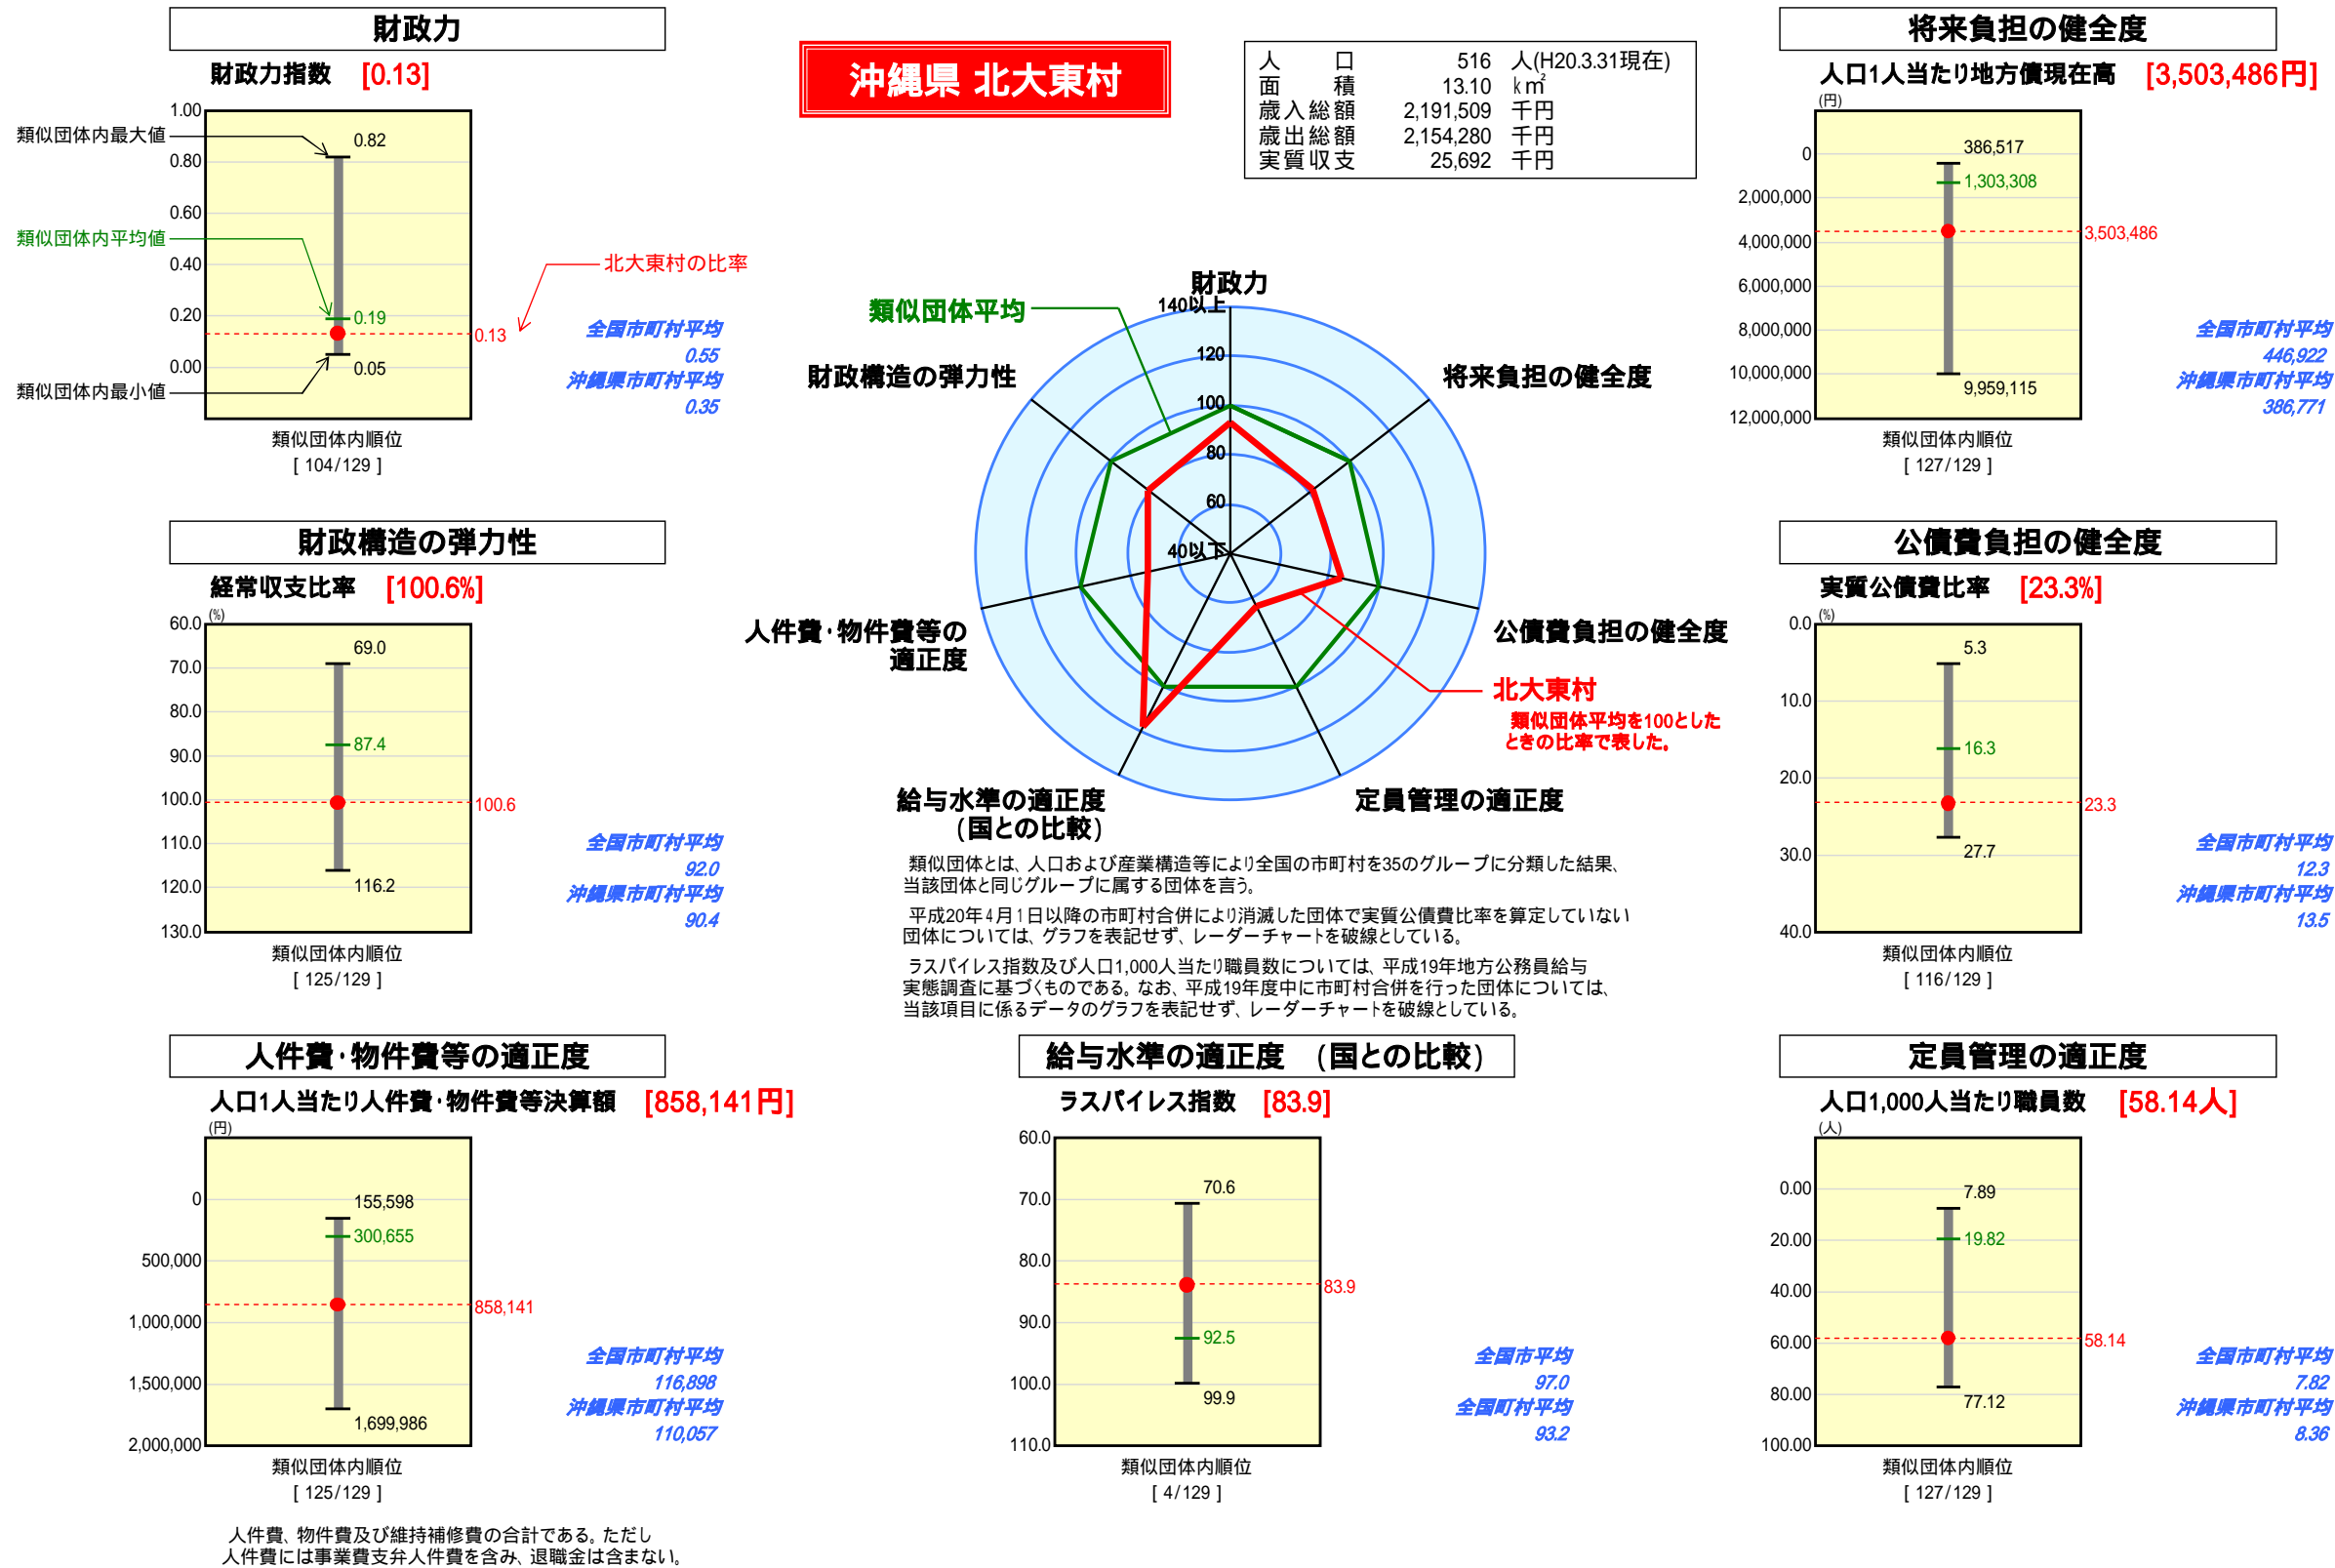 財政力
財政力指数 [0.13]
1.00
0.80
0.60
0.40
0.20
0.00
類似団体内最大値
類似団体内平均値
類似団体内最小値
0.82
0.19
0.05
0.13
北大東村の比率
全国市町村平均
0.55
沖縄県市町村平均
0.35
類似団体内順位
[ 104/129 ]
沖縄県 北大東村
人口 516 人(H20.3.31現在)
面積 13.10 k㎡
歳入総額 2,191,509 千円
歳出総額 2,154,280 千円
実質収支 25,692 千円
将来負担の健全度
人口1人当たり地方債現在高 [3,503,486円]
(円)
0
2,000,000
4,000,000
6,000,000
8,000,000
10,000,000
12,000,000
386,517
1,303,308
3,503,486
9,959,115
全国市町村平均
446,922
沖縄県市町村平均
386,771
類似団体内順位
[ 127/129 ]
財政力
類似団体平均
140以上
120
100
80
60
40以下
財政構造の弾力性
将来負担の健全度
人件費・物件費等の
適正度
公債費負担の健全度
北大東村
類似団体平均を100とした
ときの比率で表した。
給与水準の適正度
(国との比較)
定員管理の適正度
財政構造の弾力性
経常収支比率 [100.6%]
(%)
60.0
70.0
80.0
90.0
100.0
110.0
120.0
130.0
69.0
87.4
100.6
116.2
全国市町村平均
92.0
沖縄県市町村平均
90.4
類似団体内順位
[ 125/129 ]
類似団体とは、人口および産業構造等により全国の市町村を35のグループに分類した結果、
当該団体と同じグループに属する団体を言う。
平成20年4月1日以降の市町村合併により消滅した団体で実質公債費比率を算定していない
団体については、グラフを表記せず、レーダーチャートを破線としている。
ラスパイレス指数及び人口1,000人当たり職員数については、平成19年地方公務員給与
実態調査に基づくものである。なお、平成19年度中に市町村合併を行った団体については、
当該項目に係るデータのグラフを表記せず、レーダーチャートを破線としている。
公債費負担の健全度
実質公債費比率 [23.3%]
(%)
0.0
10.0
20.0
30.0
40.0
5.3
16.3
23.3
27.7
全国市町村平均
12.3
沖縄県市町村平均
13.5
類似団体内順位
[ 116/129 ]
人件費・物件費等の適正度
人口1人当たり人件費・物件費等決算額 [858,141円]
(円)
0
500,000
1,000,000
1,500,000
2,000,000
155,598
300,655
858,141
1,699,986
全国市町村平均
116,898
沖縄県市町村平均
110,057
類似団体内順位
[ 125/129 ]
人件費、物件費及び維持補修費の合計である。ただし
人件費には事業費支弁人件費を含み、退職金は含まない。
給与水準の適正度 (国との比較)
ラスパイレス指数 [83.9]
60.0
70.0
80.0
90.0
100.0
110.0
70.6
83.9
92.5
99.9
全国市平均
97.0
全国町村平均
93.2
類似団体内順位
[ 4/129 ]
定員管理の適正度
人口1,000人当たり職員数 [58.14人]
(人)
0.00
20.00
40.00
60.00
80.00
100.00
7.89
19.82
58.14
77.12
全国市町村平均
7.82
沖縄県市町村平均
8.36
類似団体内順位
[ 127/129 ]